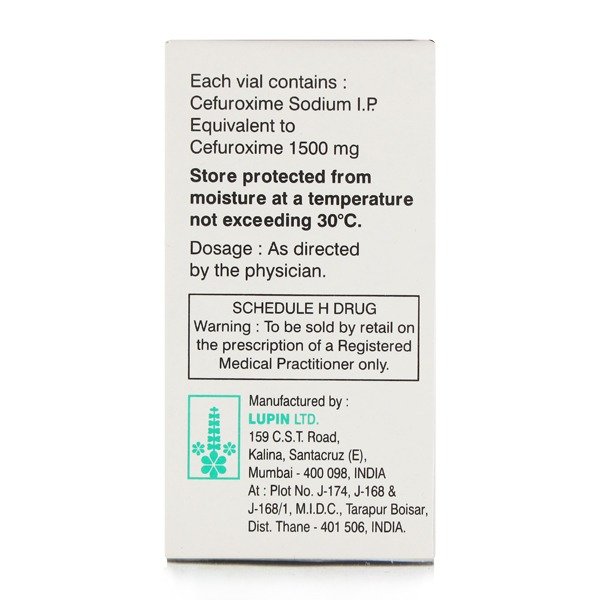 Each vial contains :
Cefuroxime Sodium I.P.
Equivalent to
Cefuroxime 1500 mg
Store protected from
moisture at a temperature
not exceeding 30°C.
Dosage : As directed
by the physician.
SCHEDULE H DRUG
Warning : To be sold by retail on
the prescription of a Registered
Medical Practitioner only.
Manufactured by :
LUPIN LTD.
159 C.S.T. Road,
Kalina, Santacruz (E),
Mumbai - 400 098, INDIA
At : Plot No. J-174, J-168 &
J-168/1, M.I.D.C., Tarapur Boisar,
Dist. Thane - 401 506, INDIA.